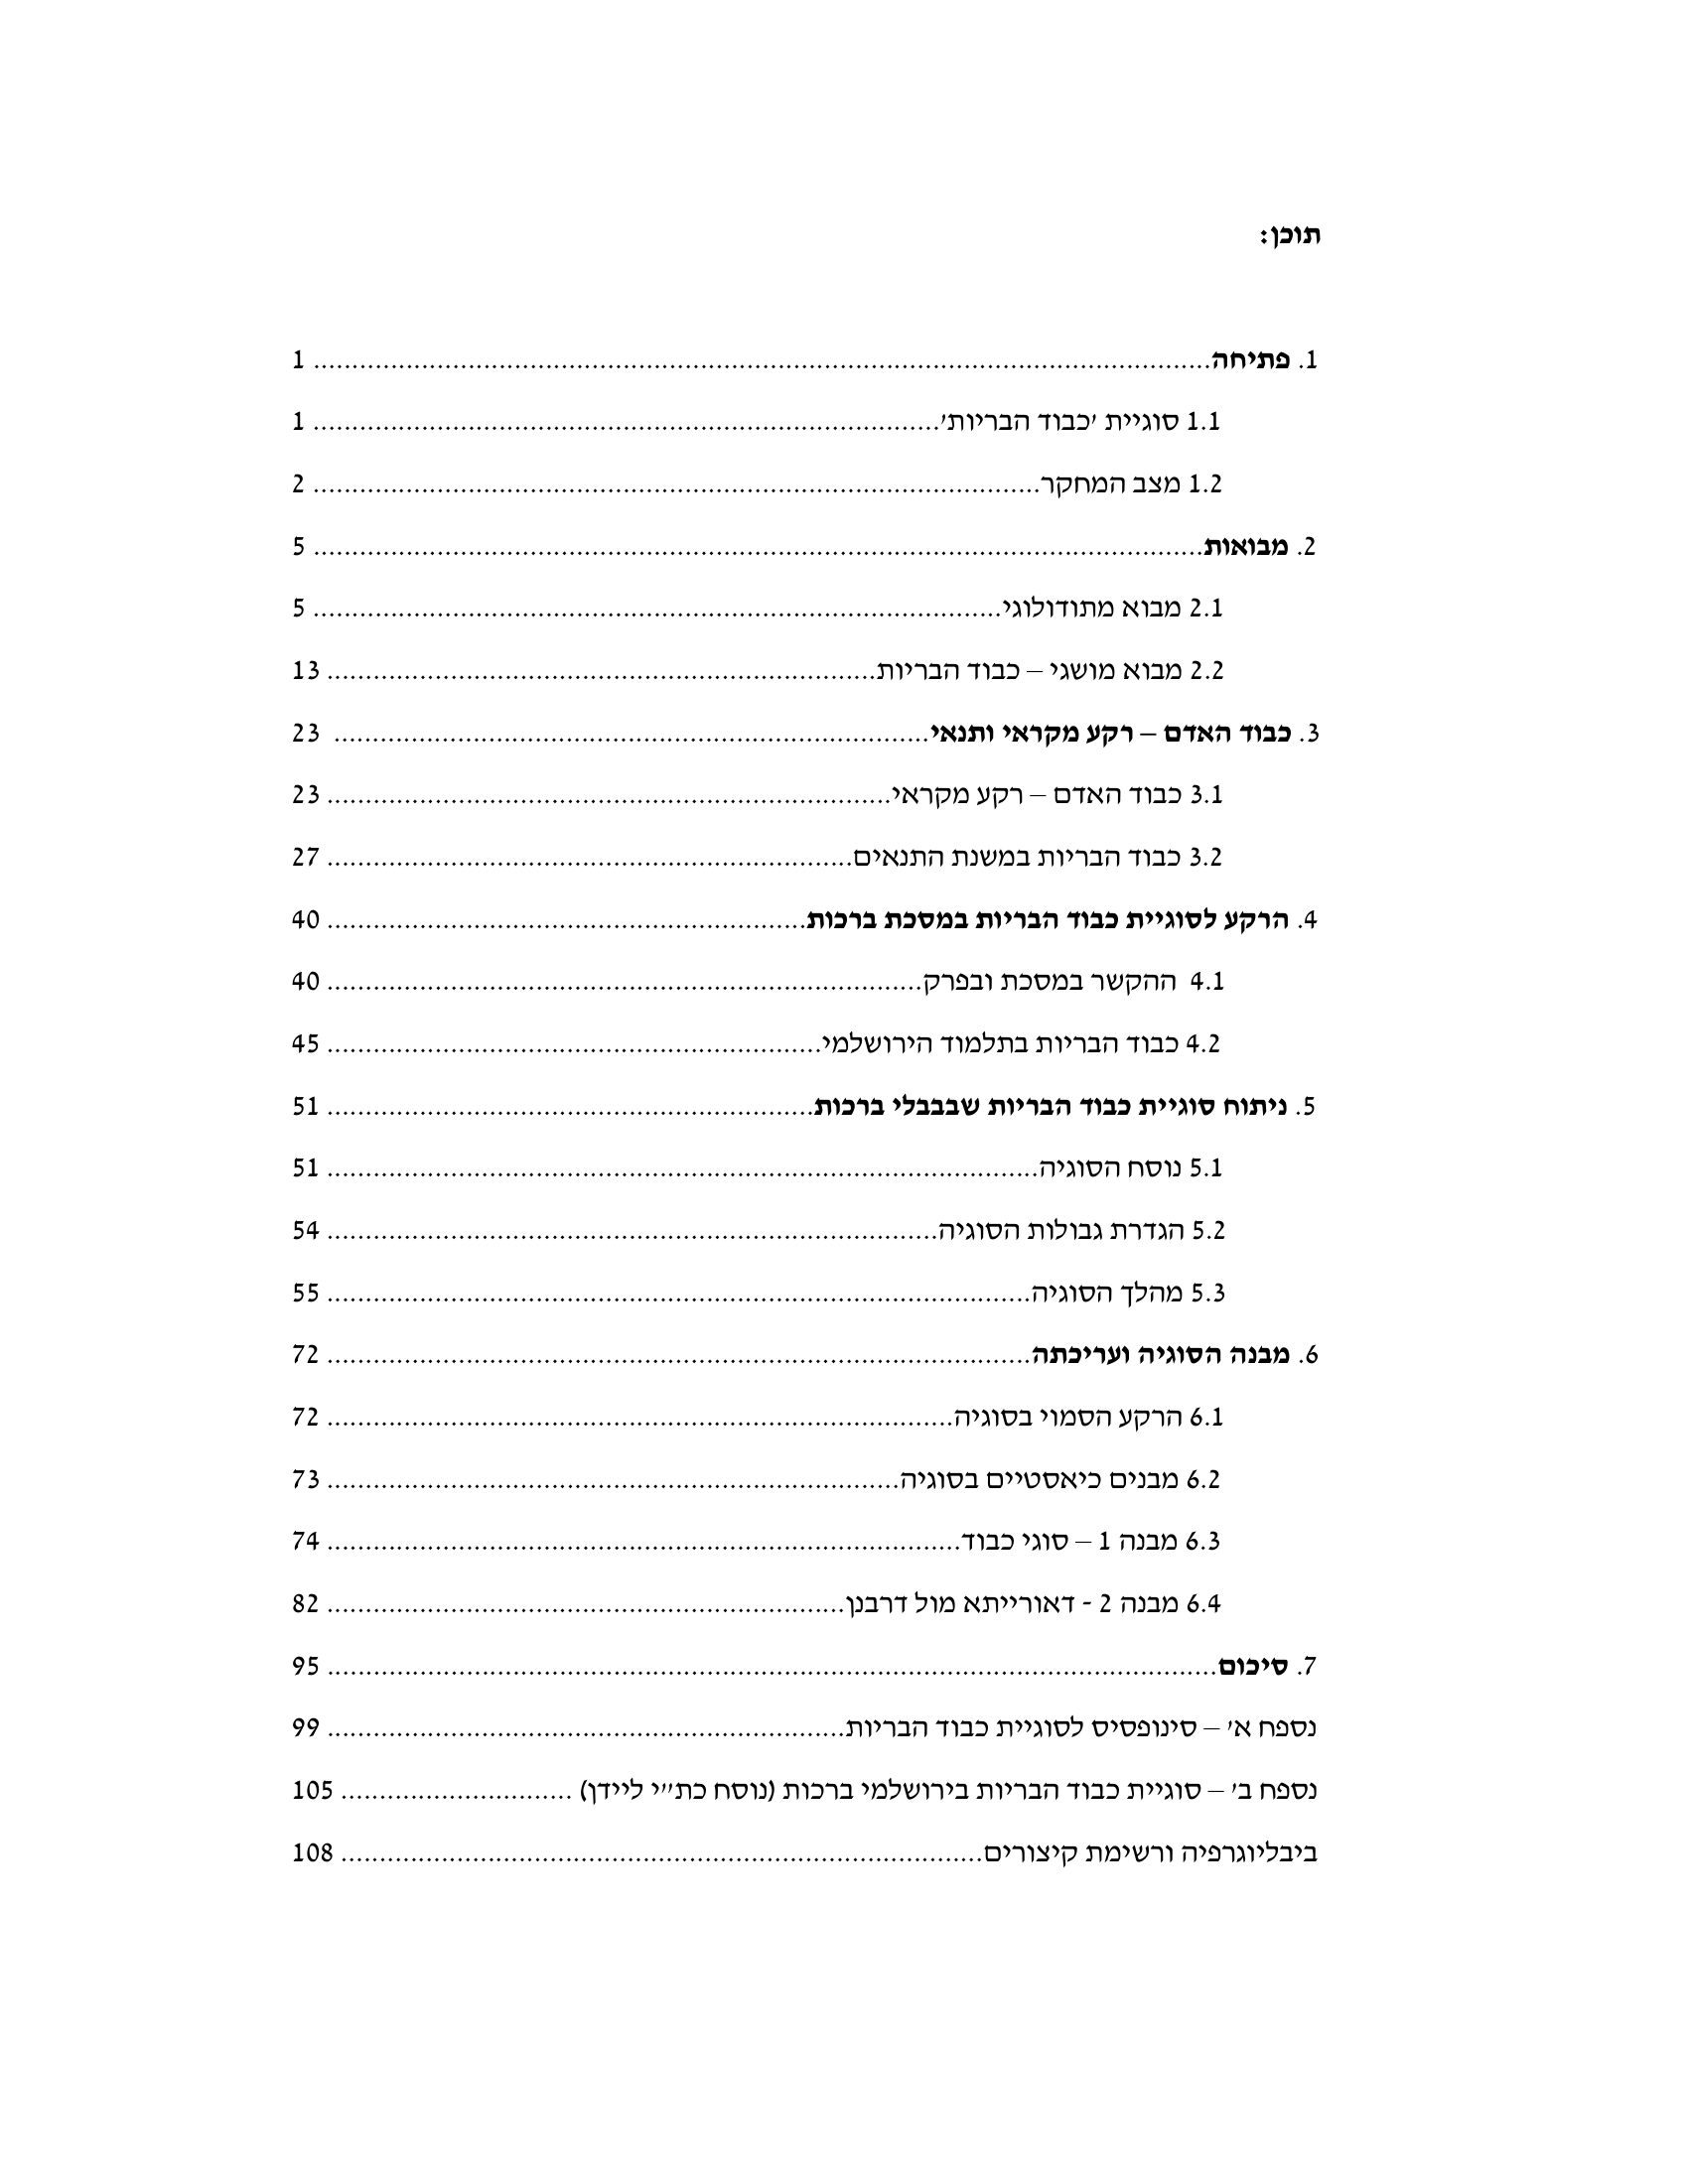 תוכן:
1. פתיחה........................................................................................................................ 1
1.1 סוגיית 'כבוד הבריות'.................................................................................... 1
1.2 מצב המחקר................................................................................................. 2
2. מבואות....................................................................................................................... 5
2.1 מבוא מתודולוגי............................................................................................ 5
2.2 מבוא מושגי – כבוד הבריות.......................................................................... 13
3. כבוד האדם – רקע מקראי ותנאי................................................................................ 23
3.1 כבוד האדם – רקע מקראי............................................................................ 23
3.2 כבוד הבריות במשנת התנאים....................................................................... 27
4. הרקע לסוגיית כבוד הבריות במסכת ברכות................................................................ 40
4.1 ההקשר במסכת ובפרק................................................................................ 40
4.2 כבוד הבריות בתלמוד הירושלמי................................................................... 45
5. ניתוח סוגיית כבוד הבריות שבבבלי ברכות.................................................................. 51
5.1 נוסח הסוגיה................................................................................................ 51
5.2 הגדרת גבולות הסוגיה.................................................................................. 54
5.3 מהלך הסוגיה............................................................................................... 55
6. מבנה הסוגיה ועריכתה............................................................................................... 72
6.1 הרקע הסמוי בסוגיה..................................................................................... 72
6.2 מבנים כיאסטיים בסוגיה.............................................................................. 73
6.3 מבנה 1 – סוגי כבוד...................................................................................... 74
6.4 מבנה 2 - דאורייתא מול דרבנן...................................................................... 82
7. סיכום........................................................................................................................ 95
נספח א' – סינופסיס לסוגיית כבוד הבריות...................................................................... 99
נספח ב' – סוגיית כבוד הבריות בירושלמי ברכות (נוסח כת"י ליידן) .............................. 105
ביבליוגרפיה ורשימת קיצורים...................................................................................... 108